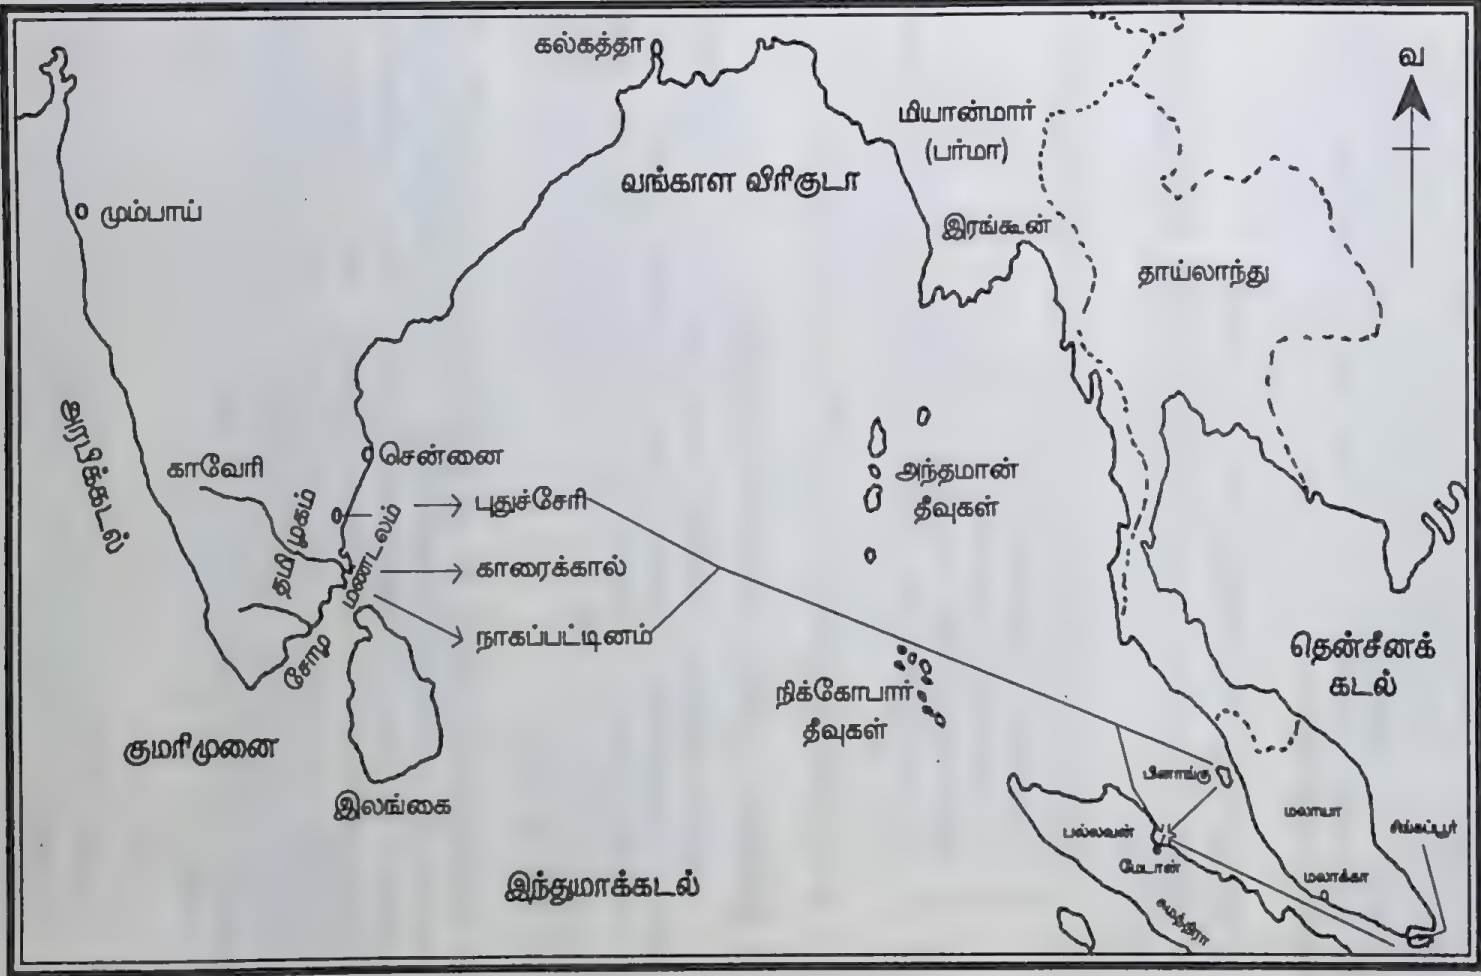 கல்கத்தா
வ
மியான்மார்
(பர்மா)
வங்காள விரிகுடா
மும்பாய்
இரங்கூன்
தாய்லாந்து
அரபிக்கடல்
காவேரி
சென்னை
தமிழகம்
புதுச்சேரி
சோழ மண்டலம்
காரைக்கால்
நாகப்பட்டினம்
அந்தமான்
தீவுகள்
தென்சீனக்
கடல்
நிக்கோபார்
தீவுகள்
குமரிமுனை
இலங்கை
பீனாங்கு
மலாயா
சிங்கப்பூர்
பல்லவன்
மேடான்
மலாக்கா
சுமத்திரா
இந்துமாக்கடல்